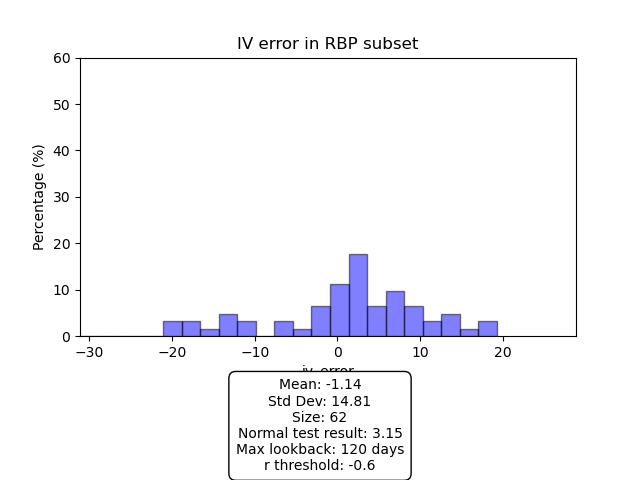 IV error in RBP subset
60
50
40
30
20
10
0
Percentage (%)
−30
−20
−10
0
10
20
iv_error
Mean: -1.14
Std Dev: 14.81
Size: 62
Normal test result: 3.15
Max lookback: 120 days
r threshold: -0.6